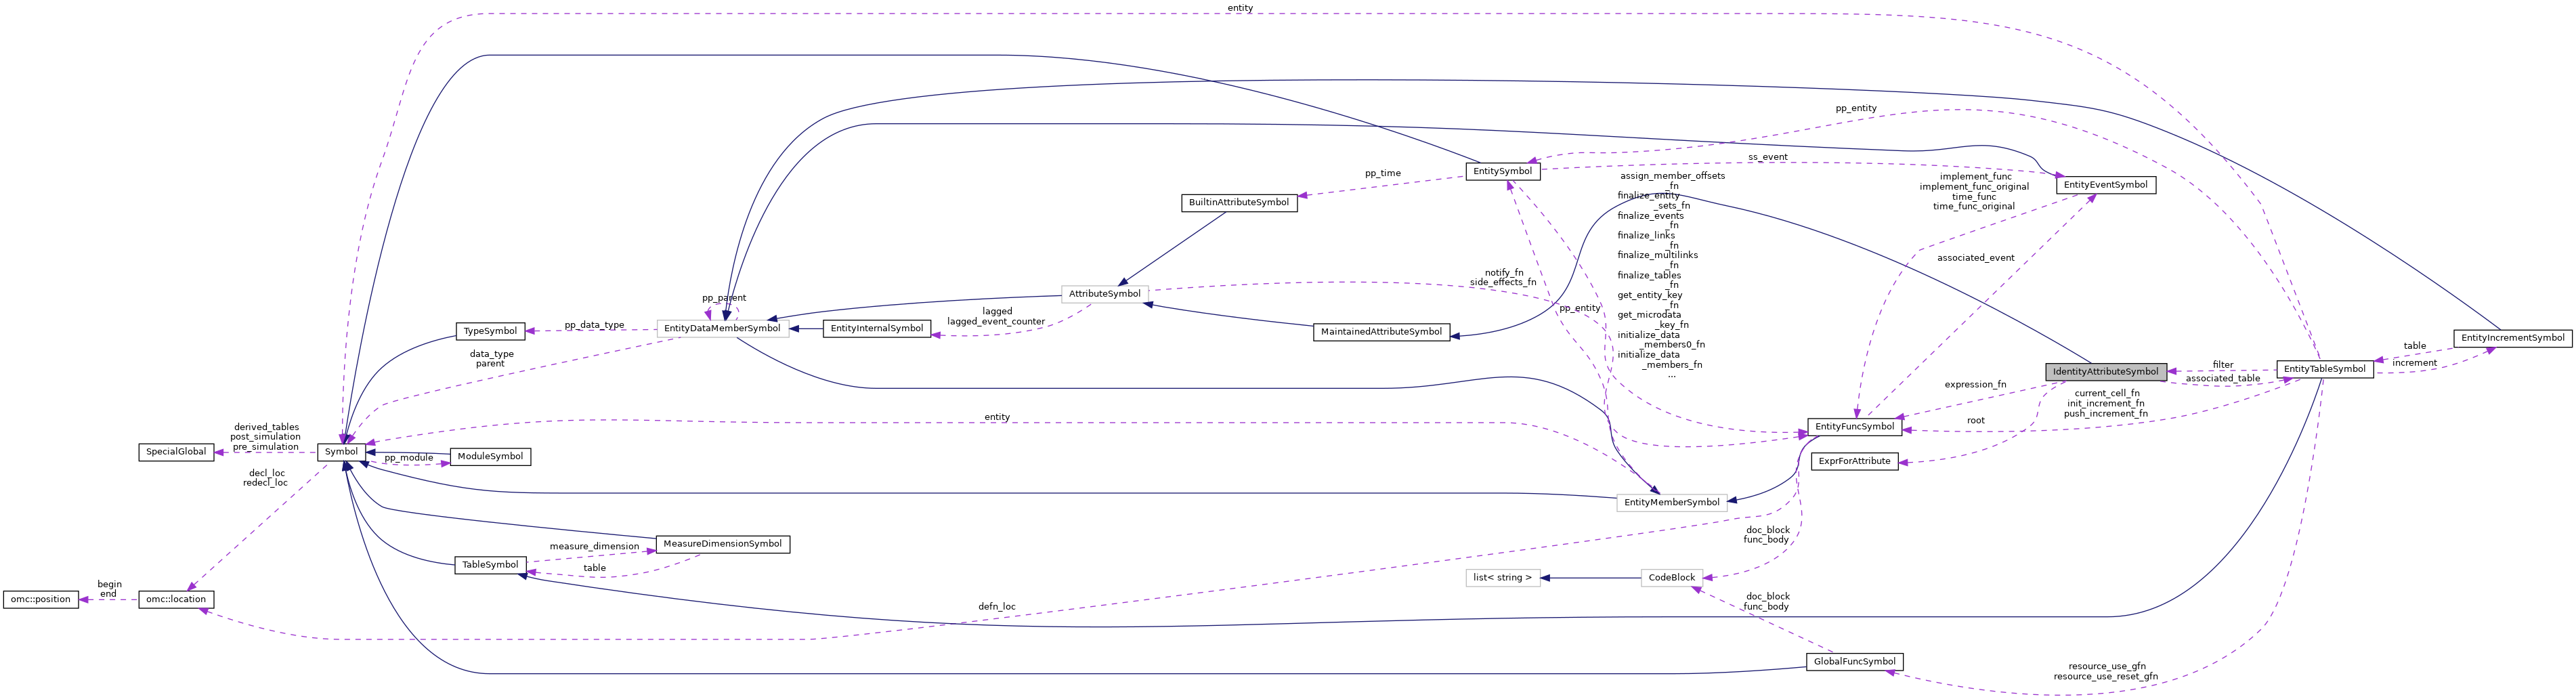 entity
pp_entity
ss_event
EntitySymbol
pp_time
assign_member_offsets
_fn
finalize_entity
_sets_fn
finalize_events
_fn
finalize_links
_fn
finalize_multilinks
_fn
finalize_tables
_fn
get_entity_key
_fn
get_microdata
_key_fn
initialize_data
_members0_fn
initialize_data
_members_fn
...
implement_func
implement_func_original
time_func
time_func_original
EntityEventSymbol
BuiltinAttributeSymbol
associated_event
notify_fn
side_effects_fn
AttributeSymbol
pp_parent
pp_entity
lagged
lagged_event_counter
TypeSymbol
pp_data_type
EntityDataMemberSymbol
EntityInternalSymbol
MaintainedAttributeSymbol
EntityIncrementSymbol
table
increment
data_type
parent
IdentityAttributeSymbol
filter
associated_table
EntityTableSymbol
expression_fn
current_cell_fn
init_increment_fn
push_increment_fn
root
entity
EntityFuncSymbol
derived_tables
post_simulation
pre_simulation
SpecialGlobal
Symbol
pp_module
ModuleSymbol
ExprForAttribute
decl_loc
redecl_loc
EntityMemberSymbol
doc_block
func_body
MeasureDimensionSymbol
measure_dimension
TableSymbol
table
list< string >
CodeBlock
begin
end
omc::position
omc::location
defn_loc
doc_block
func_body
GlobalFuncSymbol
resource_use_gfn
resource_use_reset_gfn